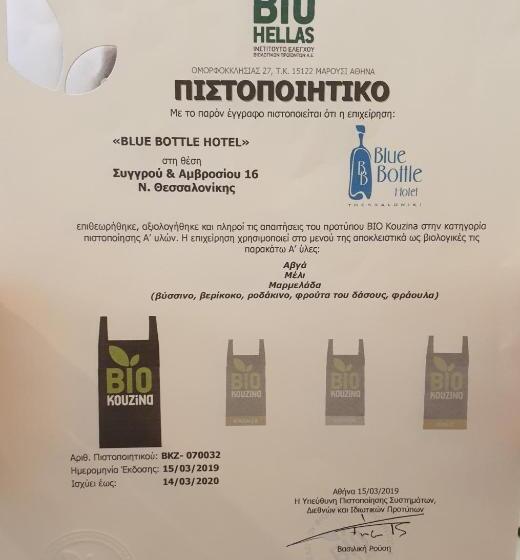 BIO
HELLAS
ΙΝΣΤΙΤΟΥΤΟ ΕΛΕΓΧΟΥ
ΒΙΟΛΟΓΙΚΩΝ ΠΡΟΪΟΝΤΩΝ Α.Ε.
ΟΜΟΡΦΟΚΚΛΗΣΙΑΣ 27, Τ.Κ. 15122 ΜΑΡΟΥΣΙ ΑΘΗΝΑ
ΠΙΣΤΟΠΟΙΗΤΙΚΟ
Με το παρόν έγγραφο πιστοποιείται ότι η επιχείρηση:
«BLUE BOTTLE HOTEL»
στη θέση
Συγγρού & Αμβροσίου 16
Ν. Θεσσαλονίκης
BB
Blue
Bottle
Hotel
THESSALONIKI
επιθεωρήθηκε, αξιολογήθηκε και πληροί τις απαιτήσεις του προτύπου BIO Kouzina στην κατηγορία
πιστοποίησης Α' υλών. Η επιχείρηση χρησιμοποιεί στο μενού της αποκλειστικά ως βιολογικές τις
παρακάτω Α' ύλες:
Αβγά
Μέλι
Μαρμελάδα
(βύσσινο, βερίκοκο, ροδάκινο, φρούτα του δάσους, φράουλα)
BIO KOUZINA
BIO KOUZINA
BIO KOUZINA
BIO KOUZINA
Αριθ. Πιστοποιητικού: BKZ- 070032
Ημερομηνία Έκδοσης: 15/03/2019
Ισχύει έως: 14/03/2020
Αθήνα 15/03/2019
Η Υπεύθυνη Πιστοποίησης Συστημάτων,
Διεθνών και Ιδιωτικών Προτύπων
Βασιλική Ρούση